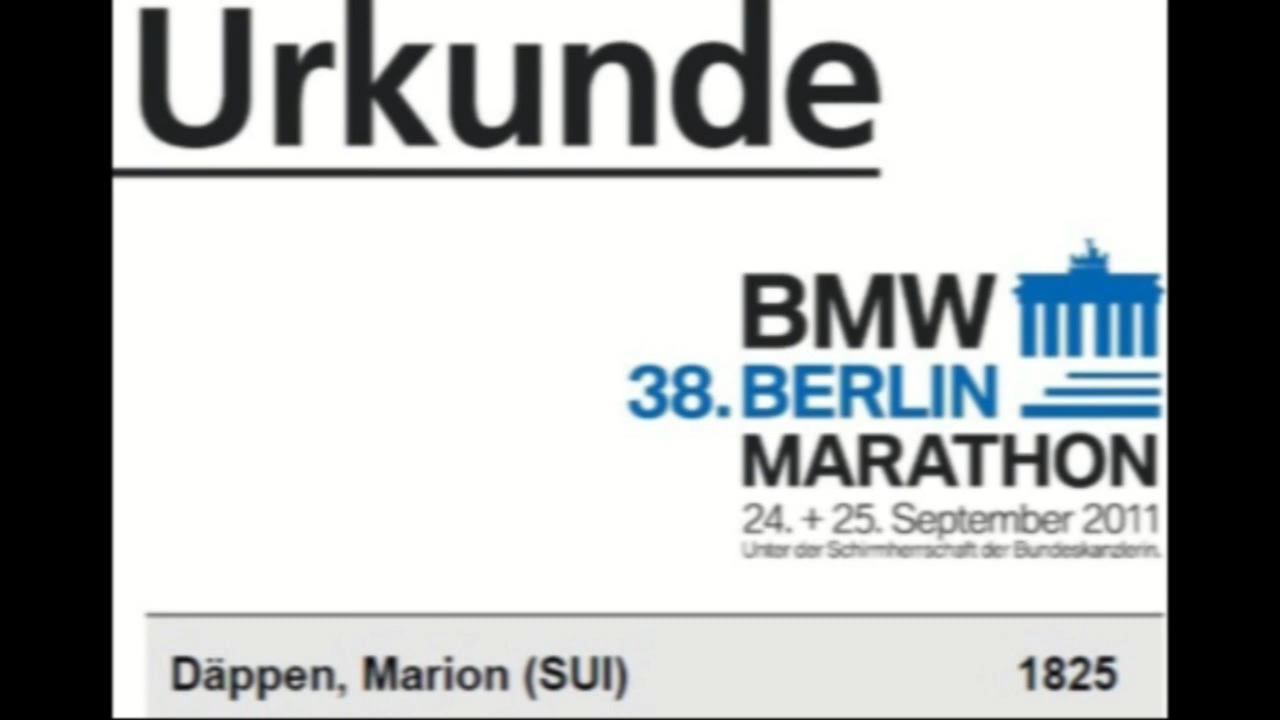 Urkunde
BMW
38. BERLIN
MARATHON
24. + 25. September 2011
Unter der Schirmherrschaft der Bundeskanzlerin.
Däppen, Marion (SUI) 1825